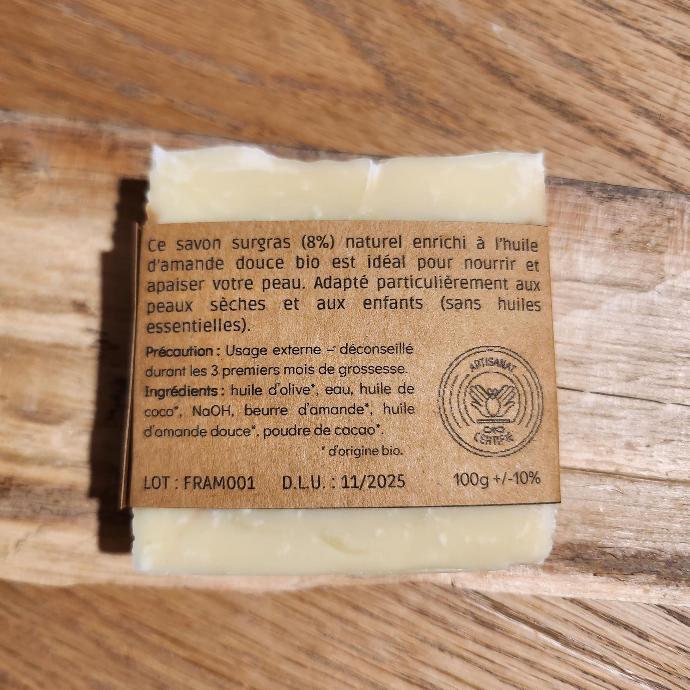 Ce savon surgras (8%) naturel enrichi à l'huile
d'amande douce bio est idéal pour nourrir et
apaiser votre peau. Adapté particulièrement aux
peaux sèches et aux enfants (sans huiles
essentielles).
Précaution : Usage externe – déconseillé
durant les 3 premiers mois de grossesse.
Ingrédients : huile d'olive*, eau, huile de
coco*, NaOH, beurre d'amande*, huile
d'amande douce*, poudre de cacao*.
* d'origine bio.
ARTISANAT
CERTIFIÉ
LOT : FRAM001 D.L.U. : 11/2025 100g +/-10%